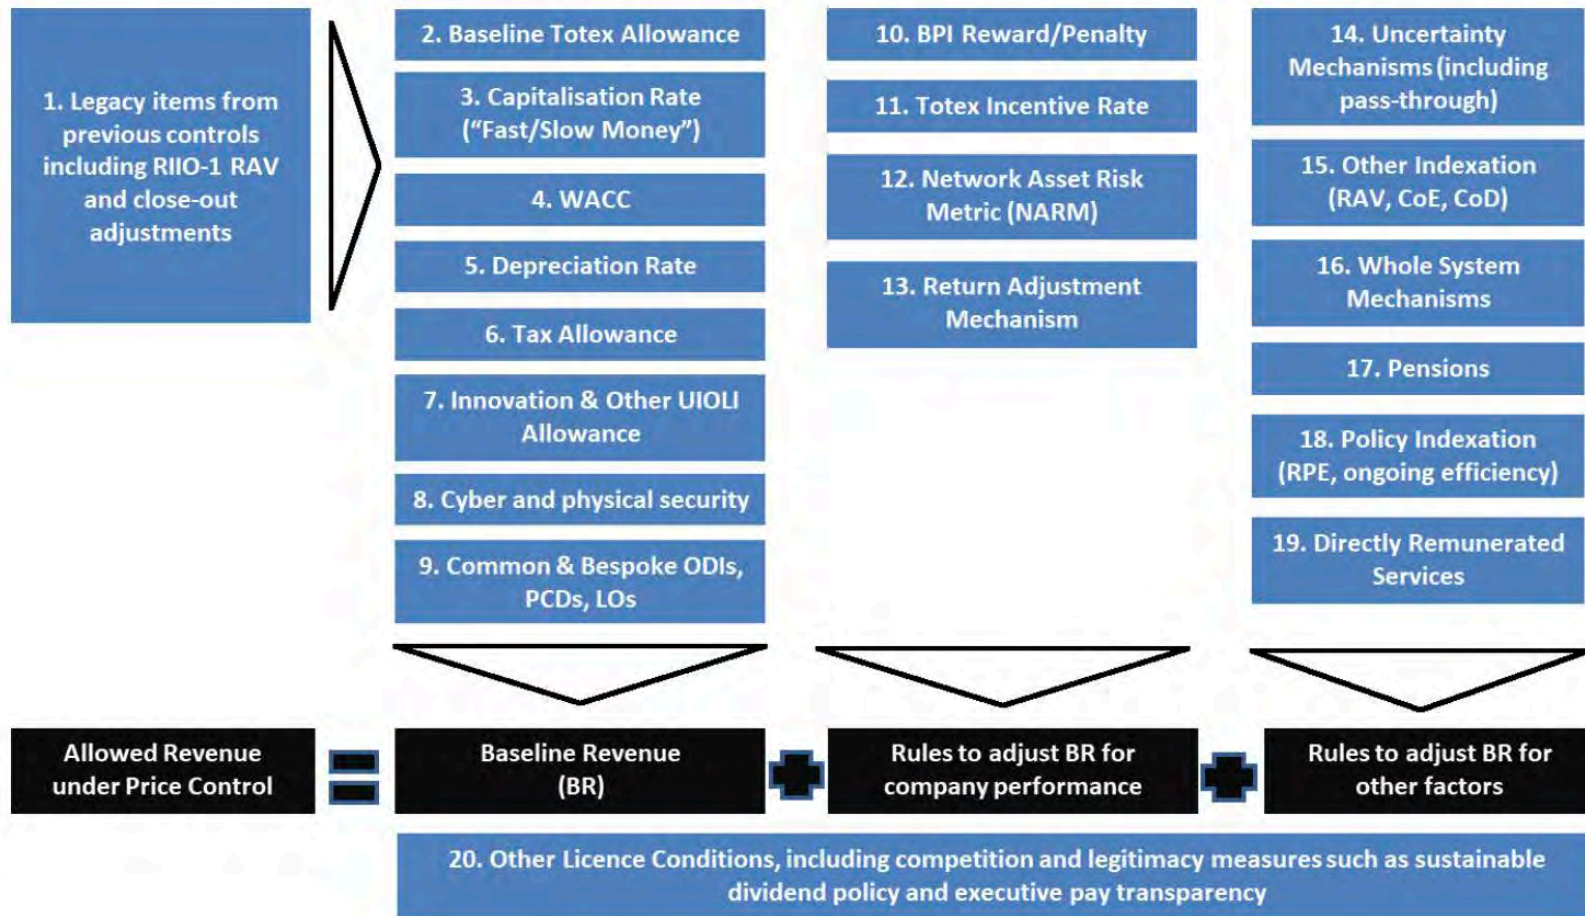 1. Legacy items from
previous controls
including RIIO-1 RAV
and close-out
adjustments
2. Baseline Totex Allowance
3. Capitalisation Rate
(“Fast/Slow Money”)
4. WACC
5. Depreciation Rate
6. Tax Allowance
7. Innovation & Other UIOLI
Allowance
8. Cyber and physical security
9. Common & Bespoke ODIs,
PCDs, LOs
10. BPI Reward/Penalty
11. Totex Incentive Rate
12. Network Asset Risk
Metric (NARM)
13. Return Adjustment
Mechanism
14. Uncertainty
Mechanisms (including
pass-through)
15. Other Indexation
(RAV, CoE, CoD)
16. Whole System
Mechanisms
17. Pensions
18. Policy Indexation
(RPE, ongoing efficiency)
19. Directly Remunerated
Services
Allowed Revenue
under Price Control
Baseline Revenue
(BR)
Rules to adjust BR for
company performance
Rules to adjust BR for
other factors
20. Other Licence Conditions, including competition and legitimacy measures such as sustainable
dividend policy and executive pay transparency